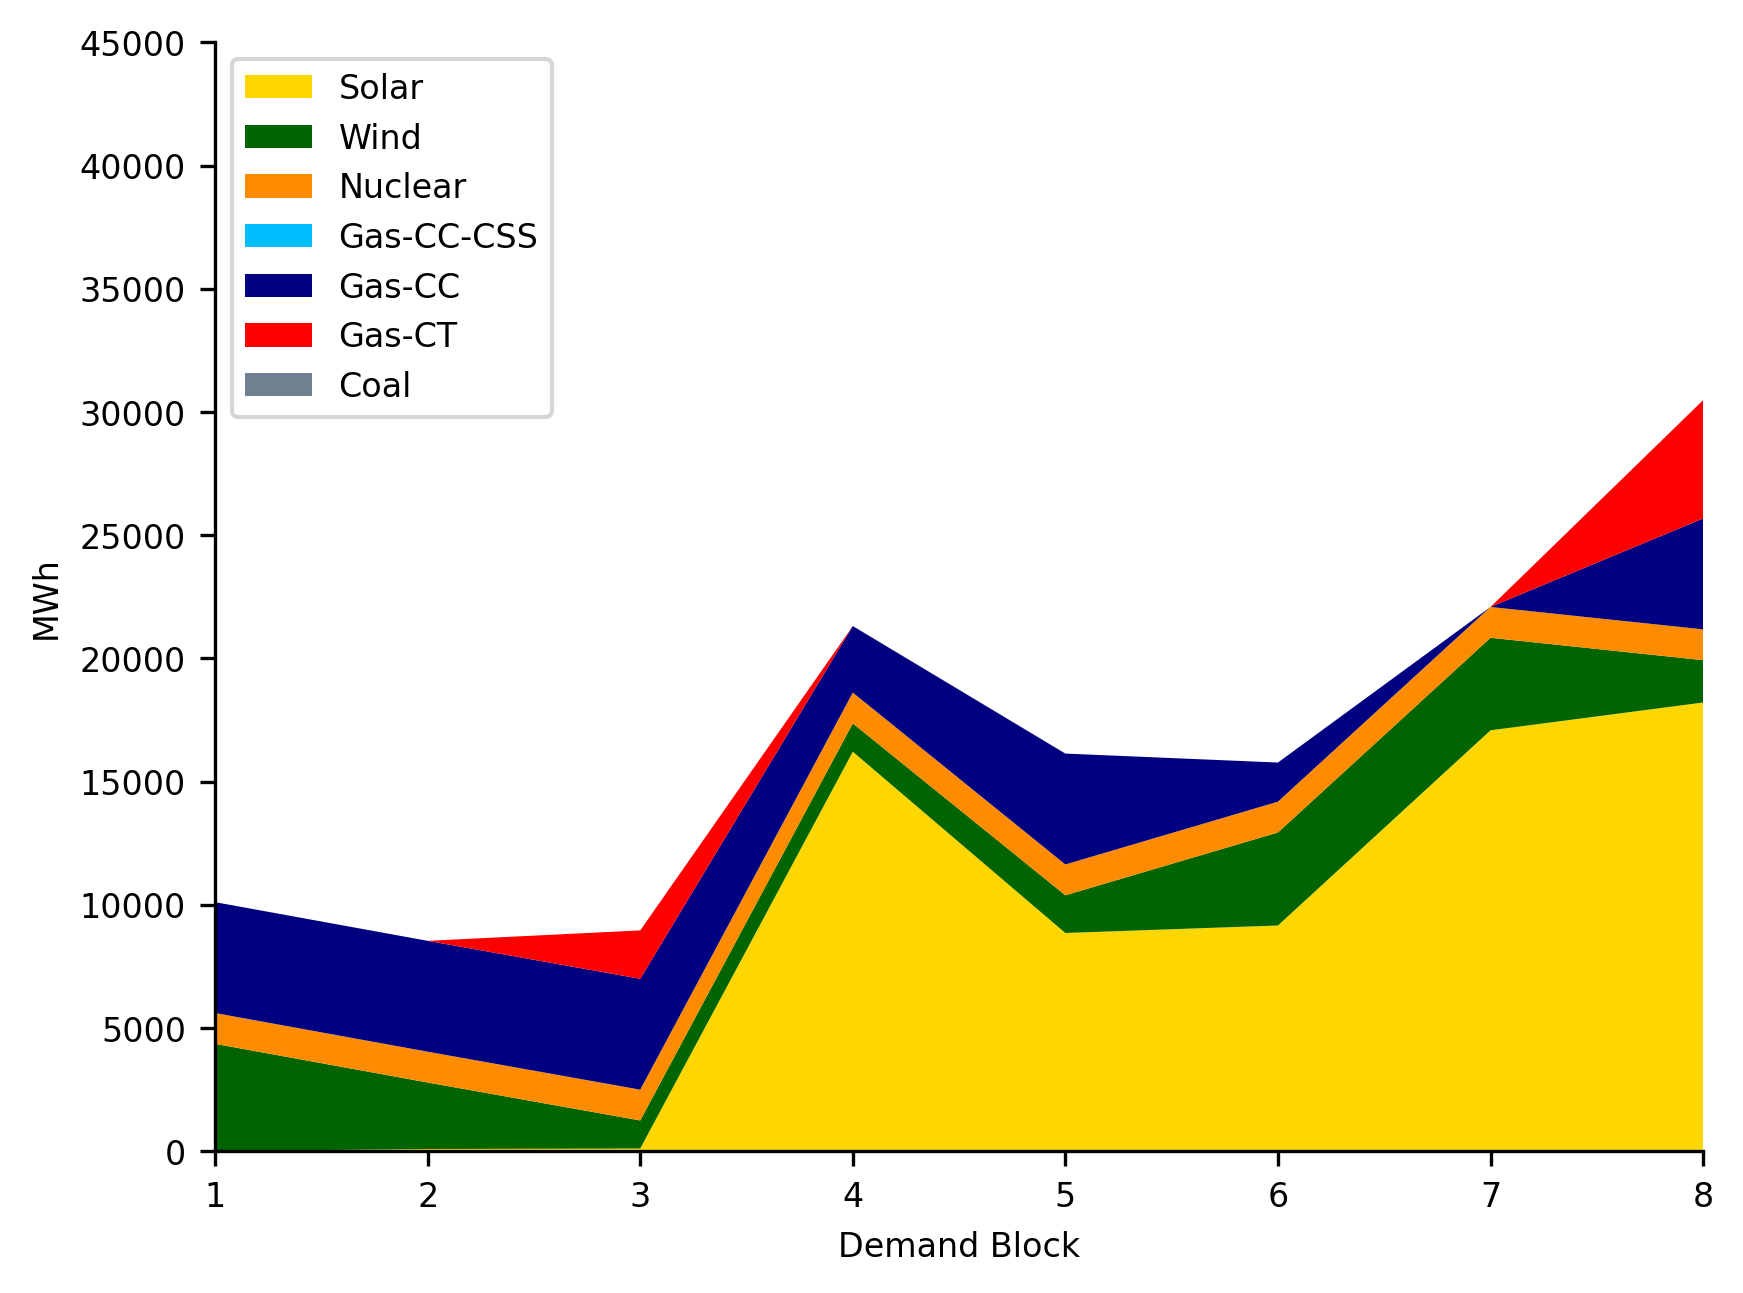 45000
40000
35000
30000
25000
20000
15000
10000
5000
0
MWh
Solar
Wind
Nuclear
Gas-CC-CSS
Gas-CC
Gas-CT
Coal
1 2 3 4 5 6 7 8
Demand Block